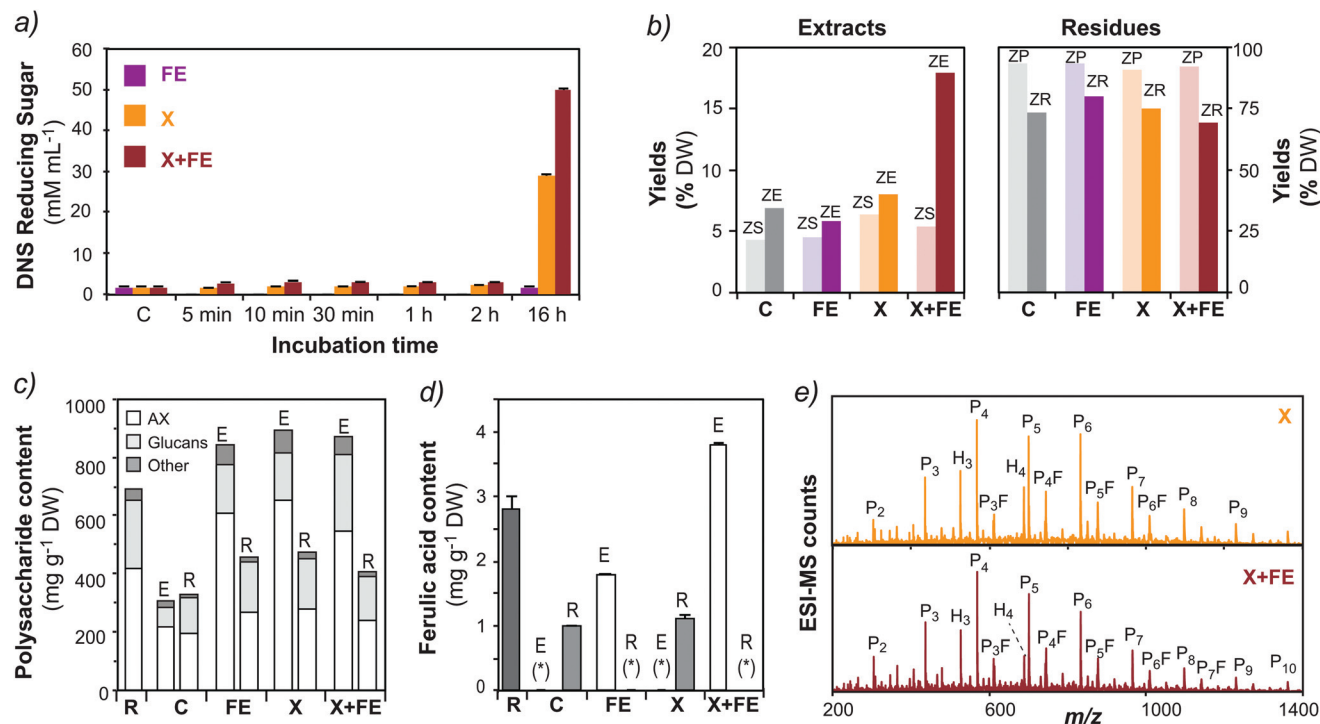 a)
60
50
40
30
20
10
0
DNS Reducing Sugar
(mM mL-1)
FE
X
X+FE
C 5 min 10 min 30 min 1 h 2 h 16 h
Incubation time
b)
Extracts Residues
20
15
10
5
0
Yields
(% DW)
ZS ZE ZS ZE ZS ZE ZS ZE
C FE X X+FE
ZP ZR ZP ZR ZP ZR ZP ZR
C FE X X+FE
100
75
50
25
0
Yields
(% DW)
c)
1000
800
600
400
200
0
Polysaccharide content
(mg g-1 DW)
AX
Glucans
Other
E R E R E R E R
R C FE X X+FE
d)
4
3
2
1
0
Ferulic acid content
(mg g-1 DW)
E R E R E R E R
(*) (*) (*) (*)
R C FE X X+FE
e)
ESI-MS counts
X
P2 P3 H3 P4 P3F H4 P5 P4F P6 P5F P7 P6F P8 P9
X+FE
P2 P3 H3 P4 P3F H4 P5 P4F P6 P5F P7 P6F P8 P7F P9 P10
200 600 1000 1400
m/z